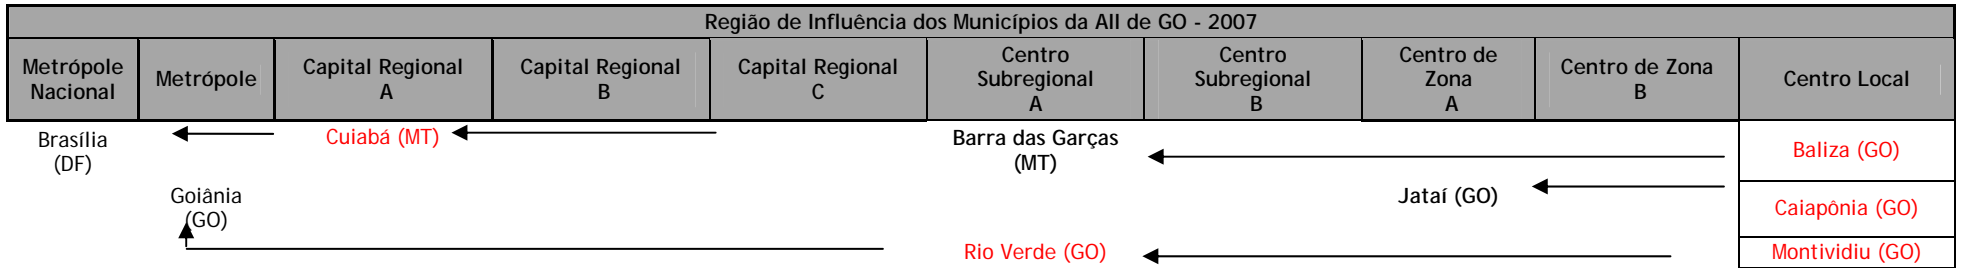 Região de Influência dos Municípios da AII de GO - 2007
Metrópole
Nacional
Metrópole
Capital Regional
A
Capital Regional
B
Capital Regional
C
Centro
Subregional
A
Centro
Subregional
B
Centro de
Zona
A
Centro de Zona
B
Centro Local
Brasília
(DF)
Cuiabá (MT)
Barra das Garças
(MT)
Baliza (GO)
Goiânia
(GO)
Jataí (GO)
Caiapônia (GO)
Rio Verde (GO)
Montividiu (GO)